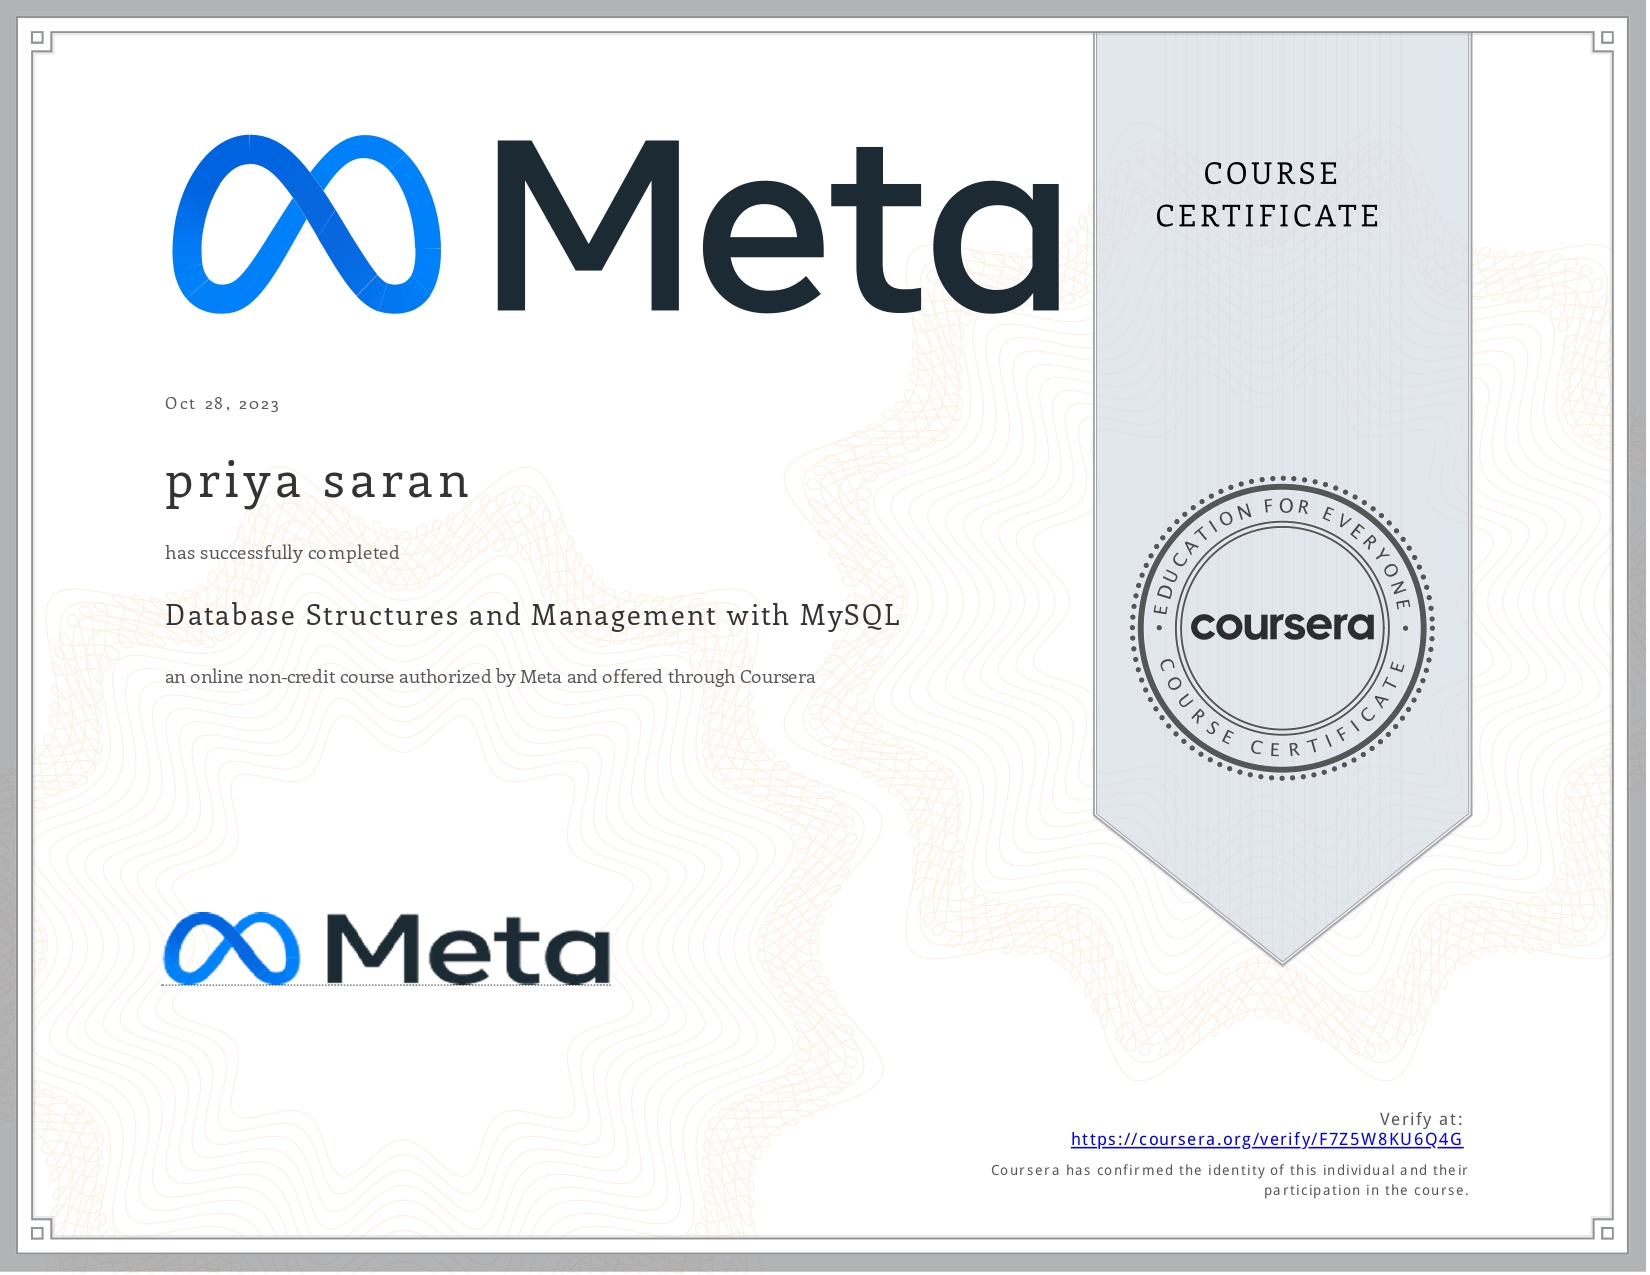 Meta
COURSE
CERTIFICATE
Oct 28, 2023
priya saran
has successfully completed
Database Structures and Management with MySQL
an online non-credit course authorized by Meta and offered through Coursera
• EDUCATION FOR EVERYONE •
coursera
COURSE CERTIFICATE
Meta
Verify at:
https://coursera.org/verify/F7Z5W8KU6Q4G
Coursera has confirmed the identity of this individual and their
participation in the course.